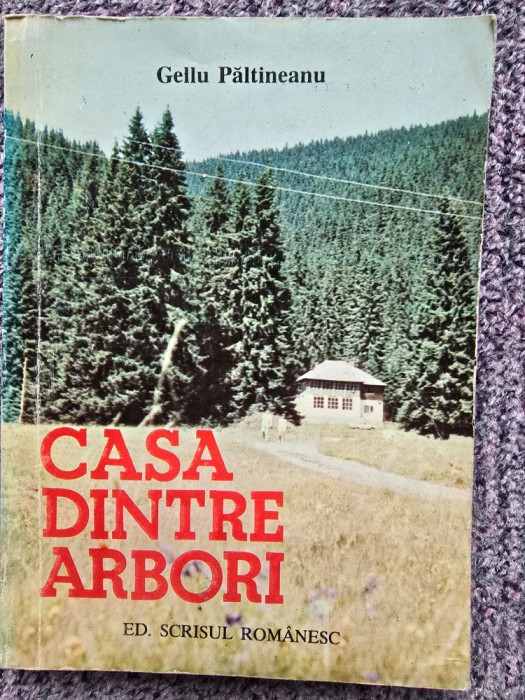 Gellu Păltineanu
CASA
DINTRE
ARBORI
ED. SCRISUL ROMÂNESC